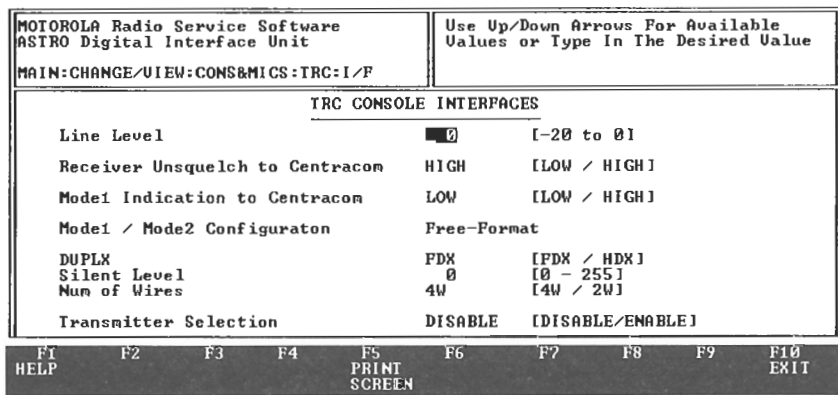 MOTOROLA Radio Service Software
ASTRO Digital Interface Unit
MAIN:CHANGE/VIEW:CONS&MICS:TRC:I/F
Use Up/Down Arrows For Available
Values or Type In The Desired Value
TRC CONSOLE INTERFACES
Line Level 0 [-20 to 0]
Receiver Unsquelch to Centracom HIGH [LOW / HIGH]
Mode1 Indication to Centracom LOW [LOW / HIGH]
Mode1 / Mode2 Configuraton Free-Format
DUPLX FDX [FDX / HDX]
Silent Level 0 [0 - 255]
Num of Wires 4W [4W / 2W]
Transmitter Selection DISABLE [DISABLE/ENABLE]
F1 F2 F3 F4 F5 F6 F7 F8 F9 F10
HELP PRINT EXIT
SCREEN